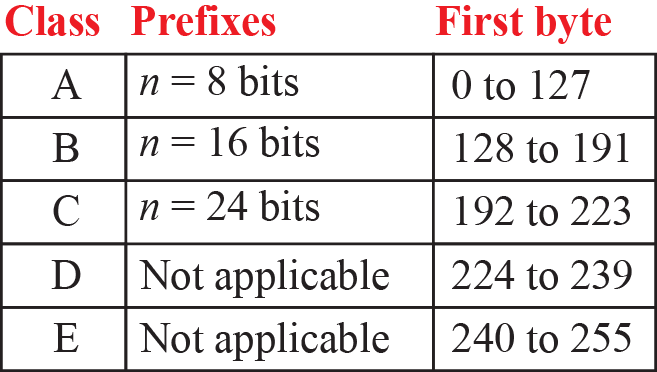 Class Prefixes First byte
A n = 8 bits 0 to 127
B n = 16 bits 128 to 191
C n = 24 bits 192 to 223
D Not applicable 224 to 239
E Not applicable 240 to 255